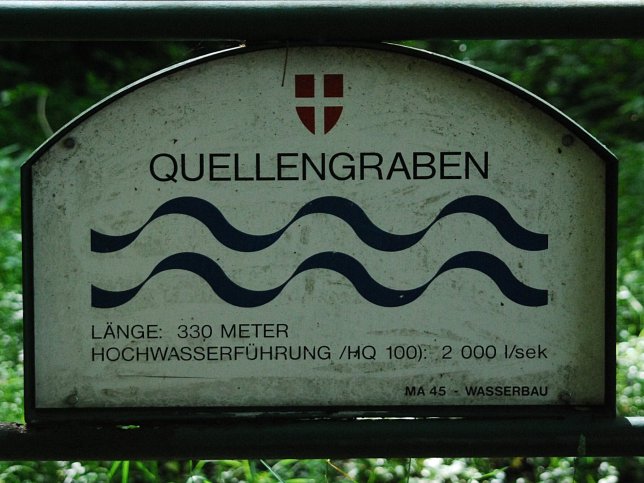 QUELLENGRABEN
LÄNGE: 330 METER
HOCHWASSERFÜHRUNG /HQ 100): 2 000 l/sek
MA 45 - WASSERBAU